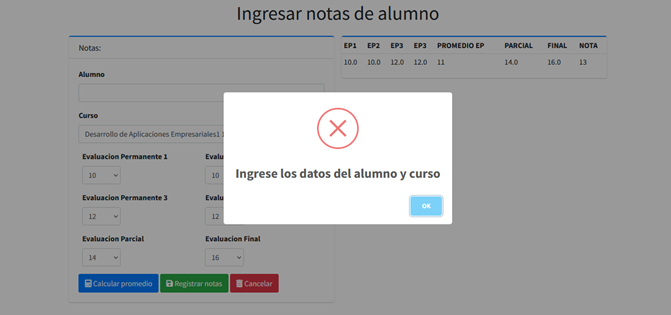 Ingresar notas de alumno
Notas:
Alumno
Curso
Desarrollo de Aplicaciones Empresariales1
Evaluacion Permanente 1
10
10
Evaluacion Permanente 3
12
12
Evaluacion Parcial
Evaluacion Final
14
16
Calcular promedio
Registrar notas
Cancelar
EP1 EP2 EP3 EP3 PROMEDIO EP PARCIAL FINAL NOTA
10.0 10.0 12.0 12.0 11 14.0 16.0 13
Ingrese los datos del alumno y curso
OK